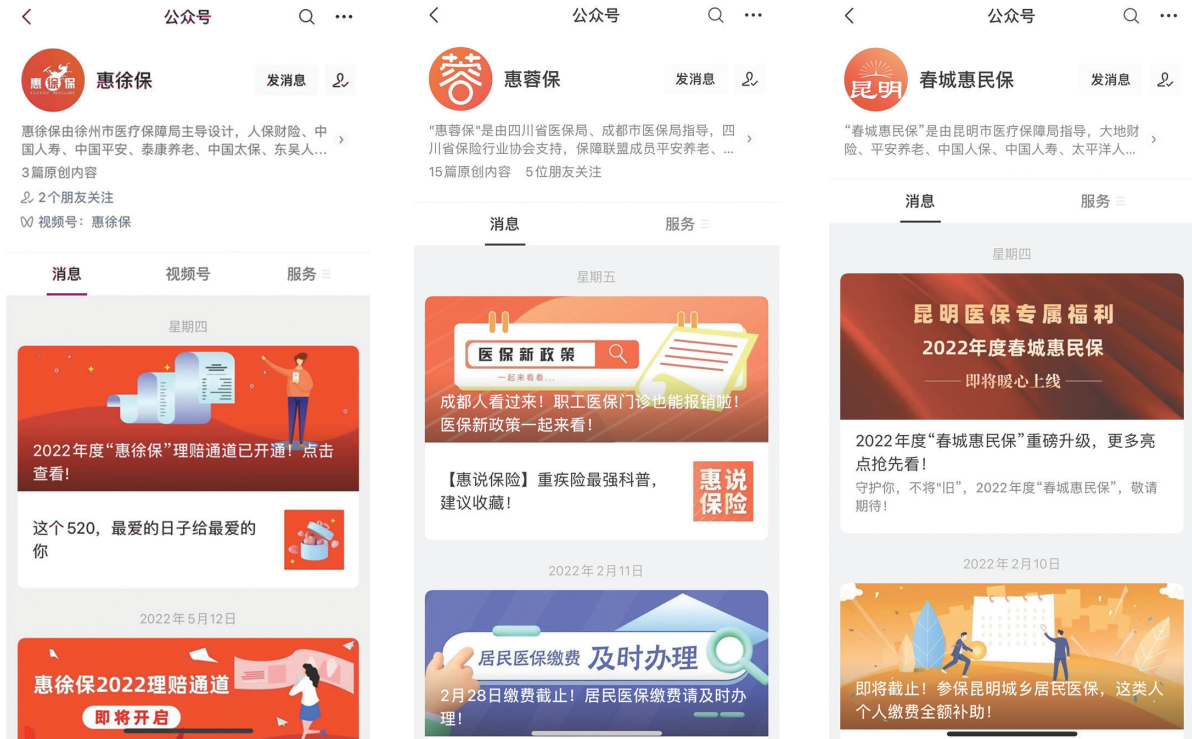 公众号
惠徐保
惠徐保
发消息
惠徐保由徐州市医疗保障局主导设计，人保财险、中
国人寿、中国平安、泰康养老、中国太保、东吴人...
3篇原创内容
2个朋友关注
视频号：惠徐保
消息
视频号
服务
星期四
2022年度“惠徐保”理赔通道已开通！点击
查看！
这个520，最爱的日子给最爱的
你
2022年5月12日
惠徐保2022理赔通道
即将开启
公众号
蓉
惠蓉保
发消息
"惠蓉保"是由四川省医保局、成都市医保局指导，四
川省保险行业协会支持，保障联盟成员平安养老、...
15篇原创内容 5位朋友关注
消息
服务
星期五
医保新政策
一起来看看...
成都人看过来！职工医保门诊也能报销啦！
医保新政策一起来看！
【惠说保险】重疾险最强科普，
建议收藏！
惠说
保险
2022年2月11日
居民医保缴费 及时办理
2月28日缴费截止！居民医保缴费请及时办
理！
公众号
昆明
春城惠民保
发消息
“春城惠民保”是由昆明市医疗保障局指导，大地财
险、平安养老、中国人保、中国人寿、太平洋人...
消息
服务
星期四
昆明医保专属福利
2022年度春城惠民保
即将暖心上线
2022年度“春城惠民保”重磅升级，更多亮
点抢先看！
守护你，不将"旧"，2022年度“春城惠民保”，敬请
期待！
2022年2月10日
即将截止！参保昆明城乡居民医保，这类人
个人缴费全额补助！